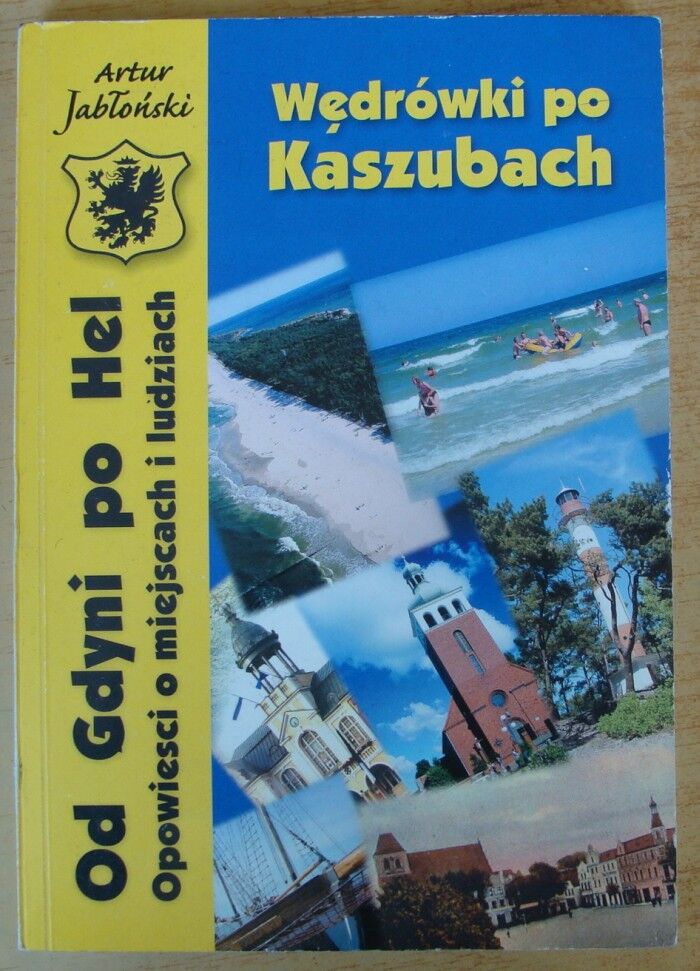 Artur
Jabłoński
Wędrówki po
Kaszubach
Od Gdyni po Hel
Opowieści o miejscach i ludziach